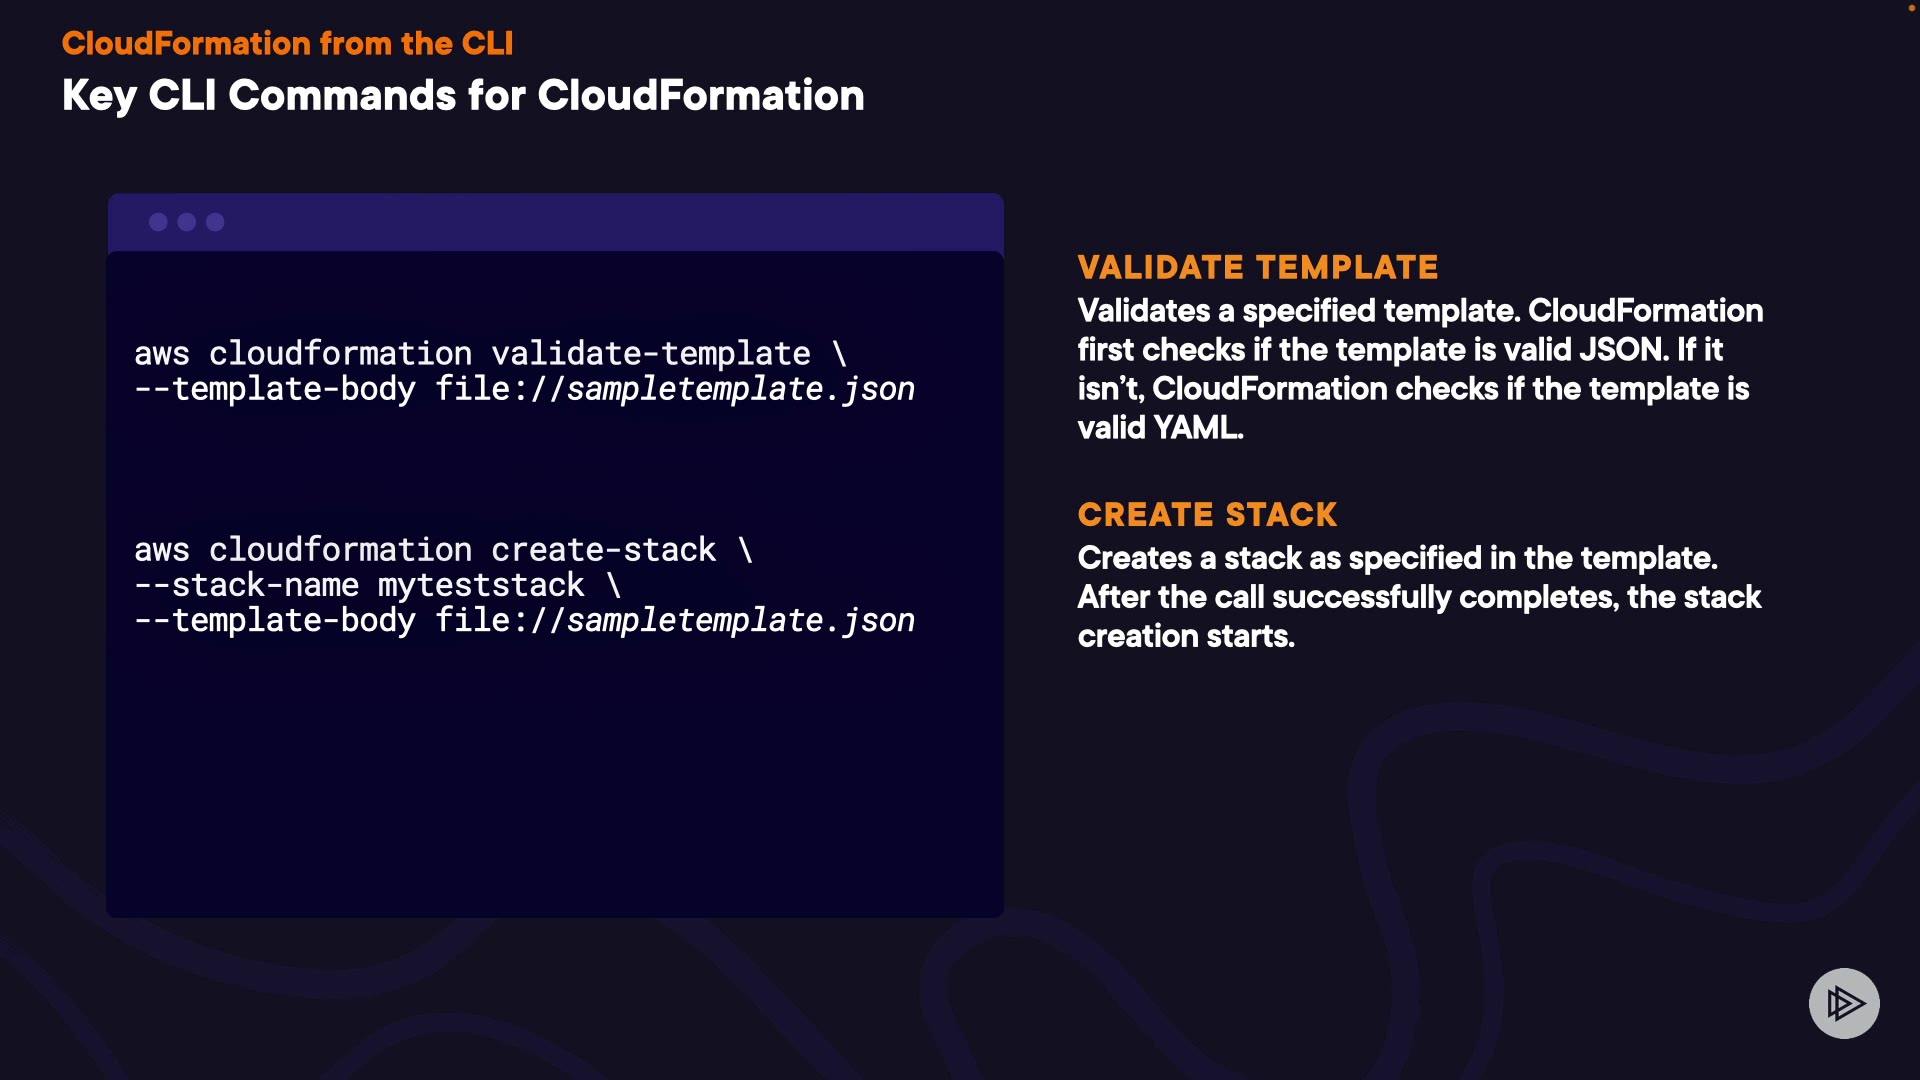 CloudFormation from the CLI
Key CLI Commands for CloudFormation
aws cloudformation validate-template \
--template-body file://sampletemplate.json
aws cloudformation create-stack \
--stack-name myteststack \
--template-body file://sampletemplate.json
VALIDATE TEMPLATE
Validates a specified template. CloudFormation
first checks if the template is valid JSON. If it
isn’t, CloudFormation checks if the template is
valid YAML.
CREATE STACK
Creates a stack as specified in the template.
After the call successfully completes, the stack
creation starts.